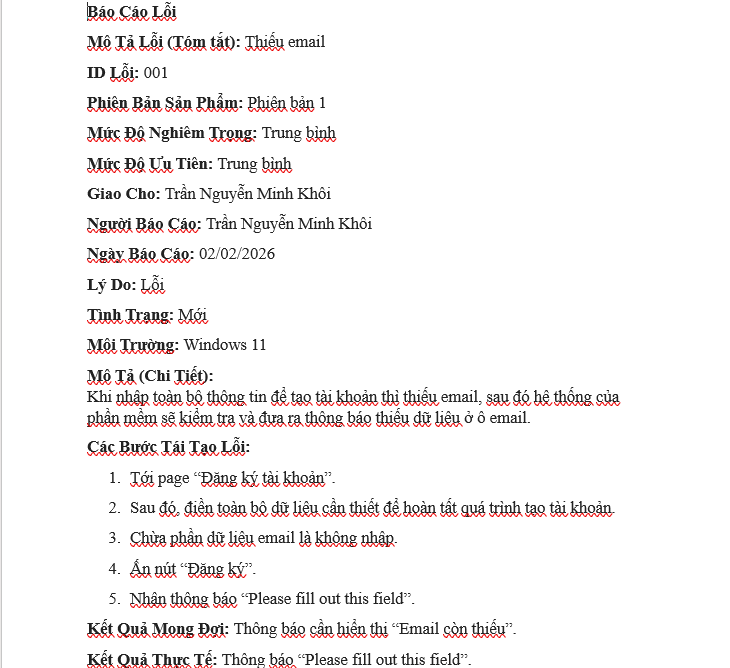 Báo Cáo Lỗi
Mô Tả Lỗi (Tóm tắt): Thiếu email
ID Lỗi: 001
Phiên Bản Sản Phẩm: Phiên bản 1
Mức Độ Nghiêm Trọng: Trung bình
Mức Độ Ưu Tiên: Trung bình
Giao Cho: Trần Nguyễn Minh Khôi
Người Báo Cáo: Trần Nguyễn Minh Khôi
Ngày Báo Cáo: 02/02/2026
Lý Do: Lỗi
Tình Trạng: Mới
Môi Trường: Windows 11
Mô Tả (Chi Tiết):
Khi nhập toàn bộ thông tin để tạo tài khoản thì thiếu email, sau đó hệ thống của
phần mềm sẽ kiểm tra và đưa ra thông báo thiếu dữ liệu ở ô email.
Các Bước Tái Tạo Lỗi:
1. Tới page “Đăng ký tài khoản”.
2. Sau đó, điền toàn bộ dữ liệu cần thiết để hoàn tất quá trình tạo tài khoản.
3. Chừa phần dữ liệu email là không nhập.
4. Ấn nút “Đăng ký”.
5. Nhận thông báo “Please fill out this field”.
Kết Quả Mong Đợi: Thông báo cần hiển thị “Email còn thiếu”.
Kết Quả Thực Tế: Thông báo “Please fill out this field”.